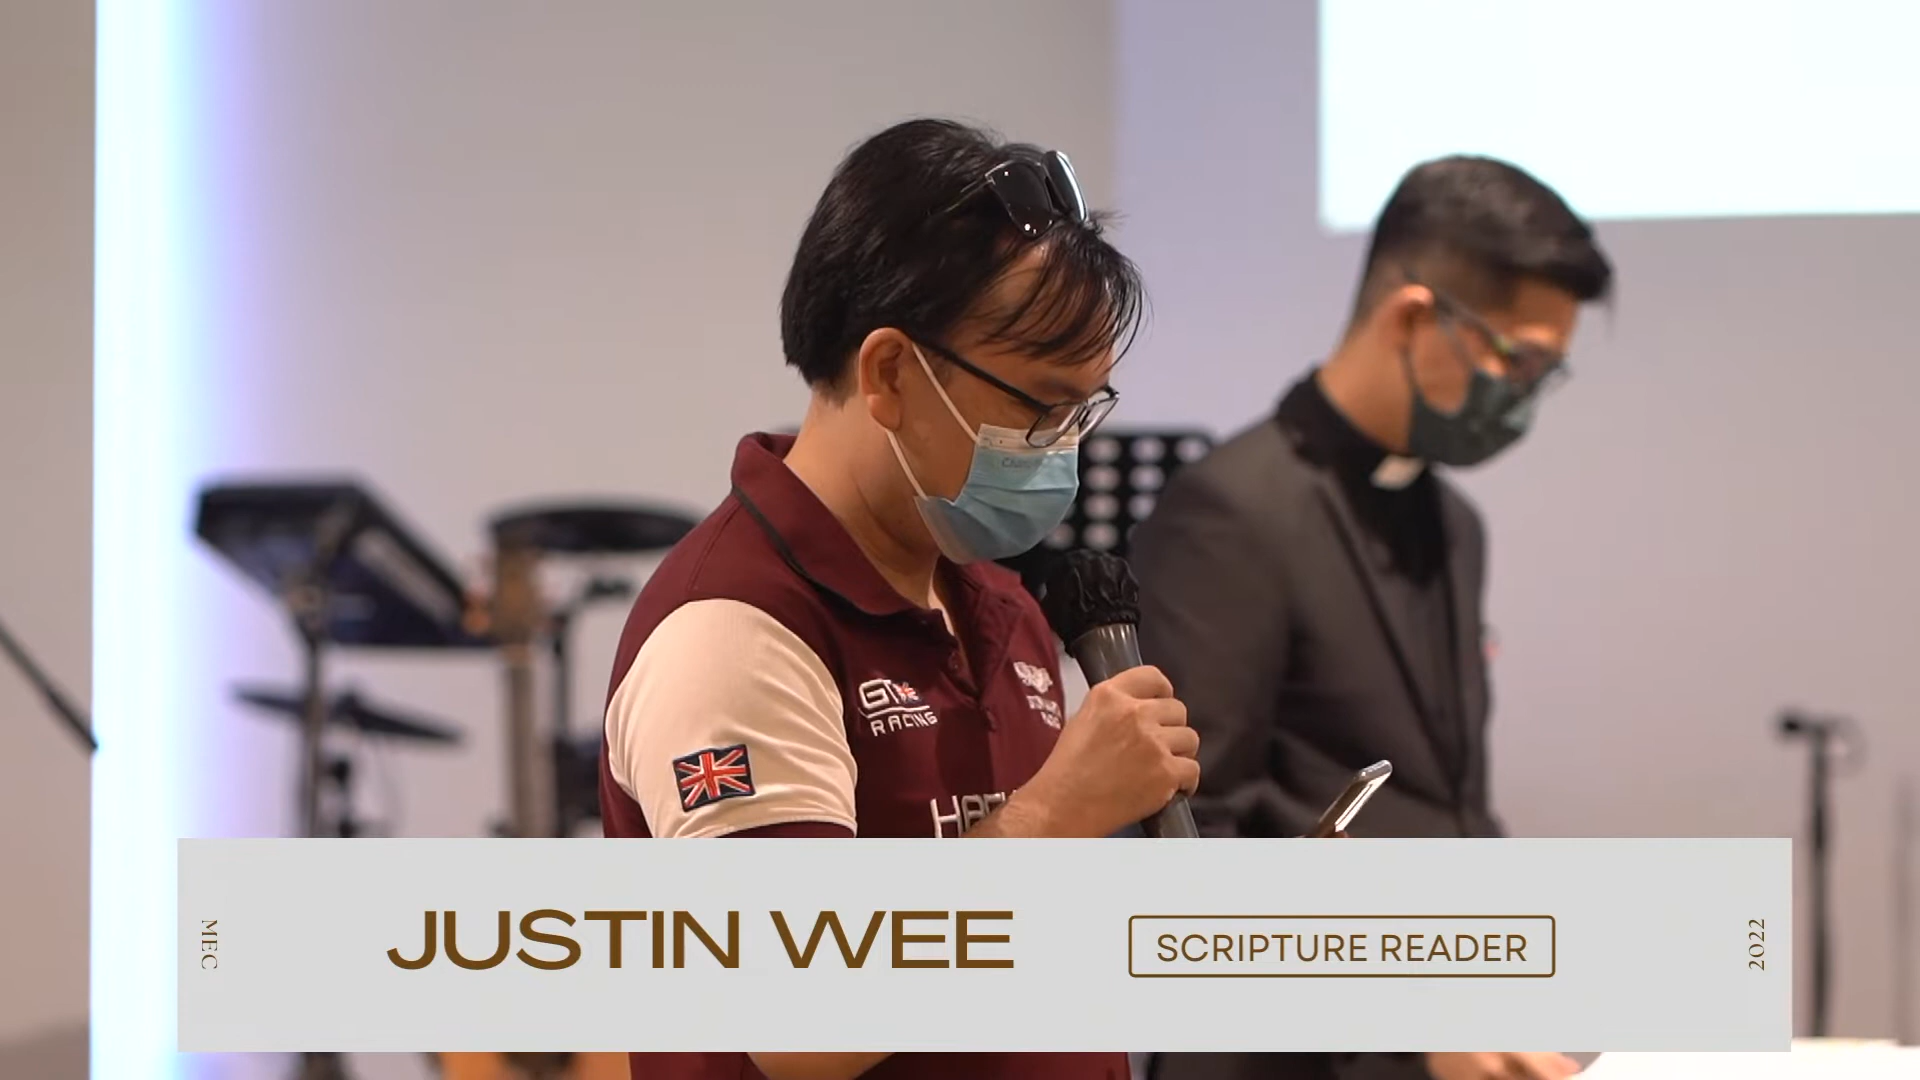 GT
RACING
MEC
JUSTIN WEE
SCRIPTURE READER
2022